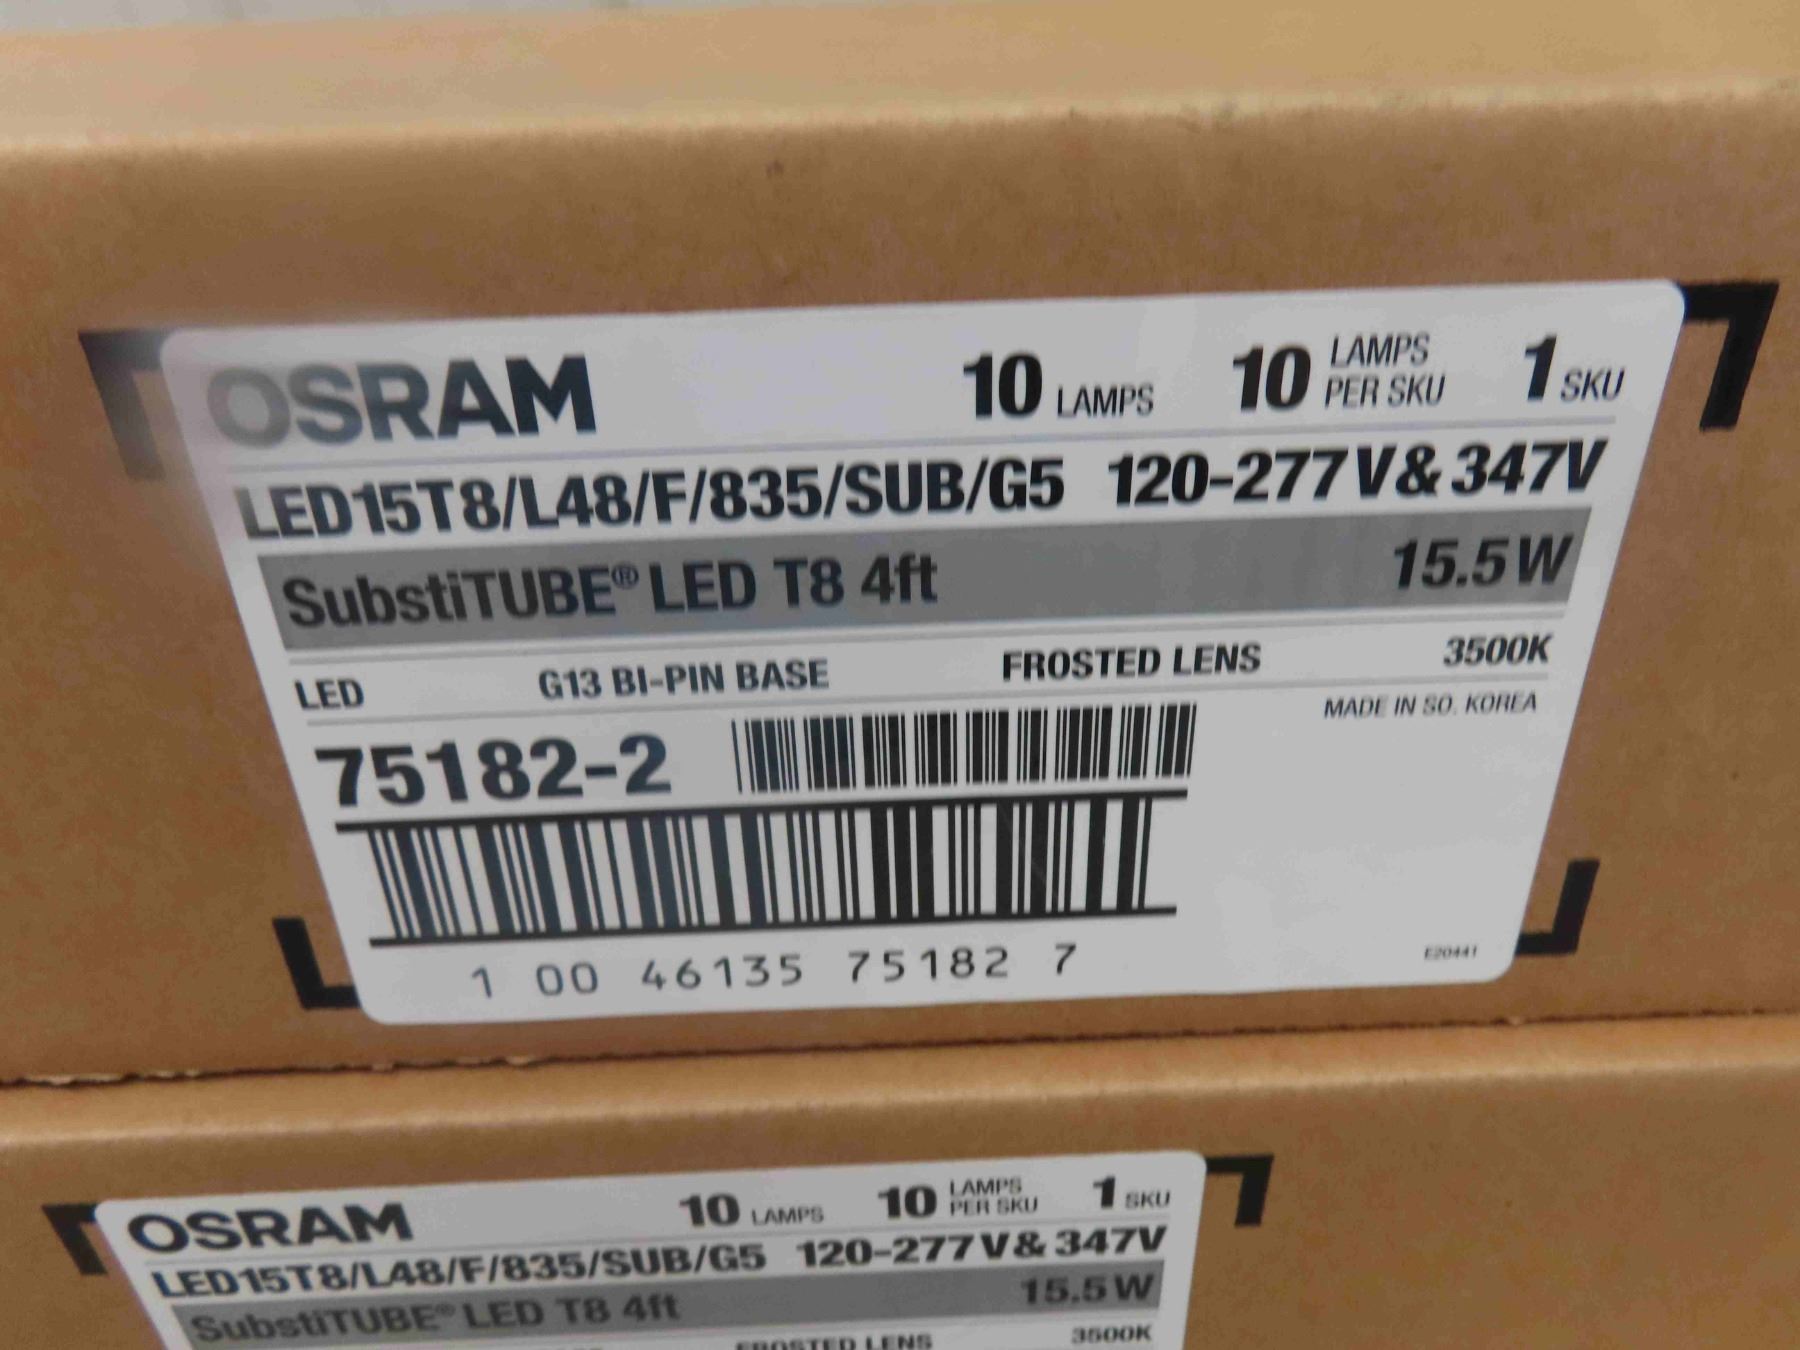 OSRAM 10 LAMPS 10 LAMPS PER SKU 1 SKU
LED15T8/L48/F/835/SUB/G5 120-277V&347V
SubstiTUBE® LED T8 4ft 15.5W
LED G13 BI-PIN BASE FROSTED LENS 3500K
MADE IN SO. KOREA
75182-2
1 00 46135 75182 7
E20441
OSRAM 10 LAMPS 10 LAMPS PER SKU 1 SKU
LED15T8/L48/F/835/SUB/G5 120-277V&347V
SubstiTUBE® LED T8 4ft 15.5W
FROSTED LENS 3500K